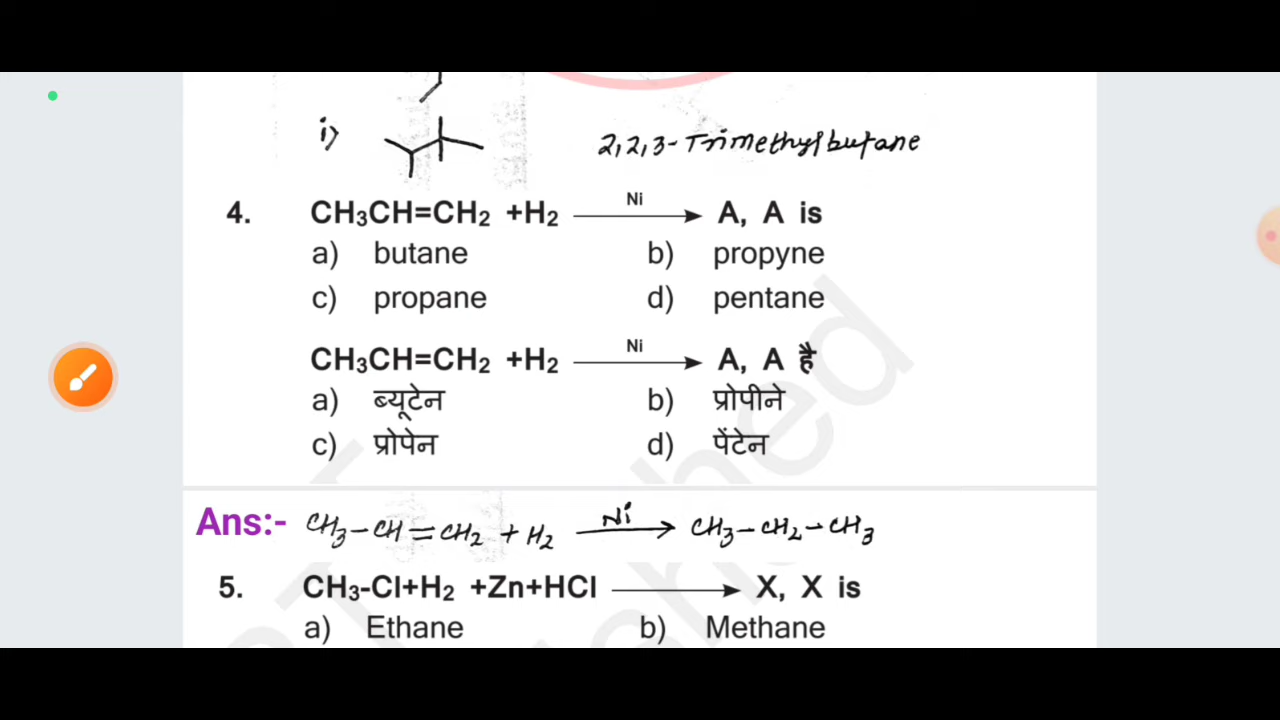 i) 2,2,3-Trimethylbutane
4. CH3CH=CH2 +H2 Ni A, A is
a) butane b) propyne
c) propane d) pentane
CH3CH=CH2 +H2 Ni A, A है
a) ब्यूटेन b) प्रोपीने
c) प्रोपेन d) पेंटेन
Ans:- CH3-CH=CH2 + H2 Ni CH3-CH2-CH3
5. CH3-Cl+H2 +Zn+HCl X, X is
a) Ethane b) Methane